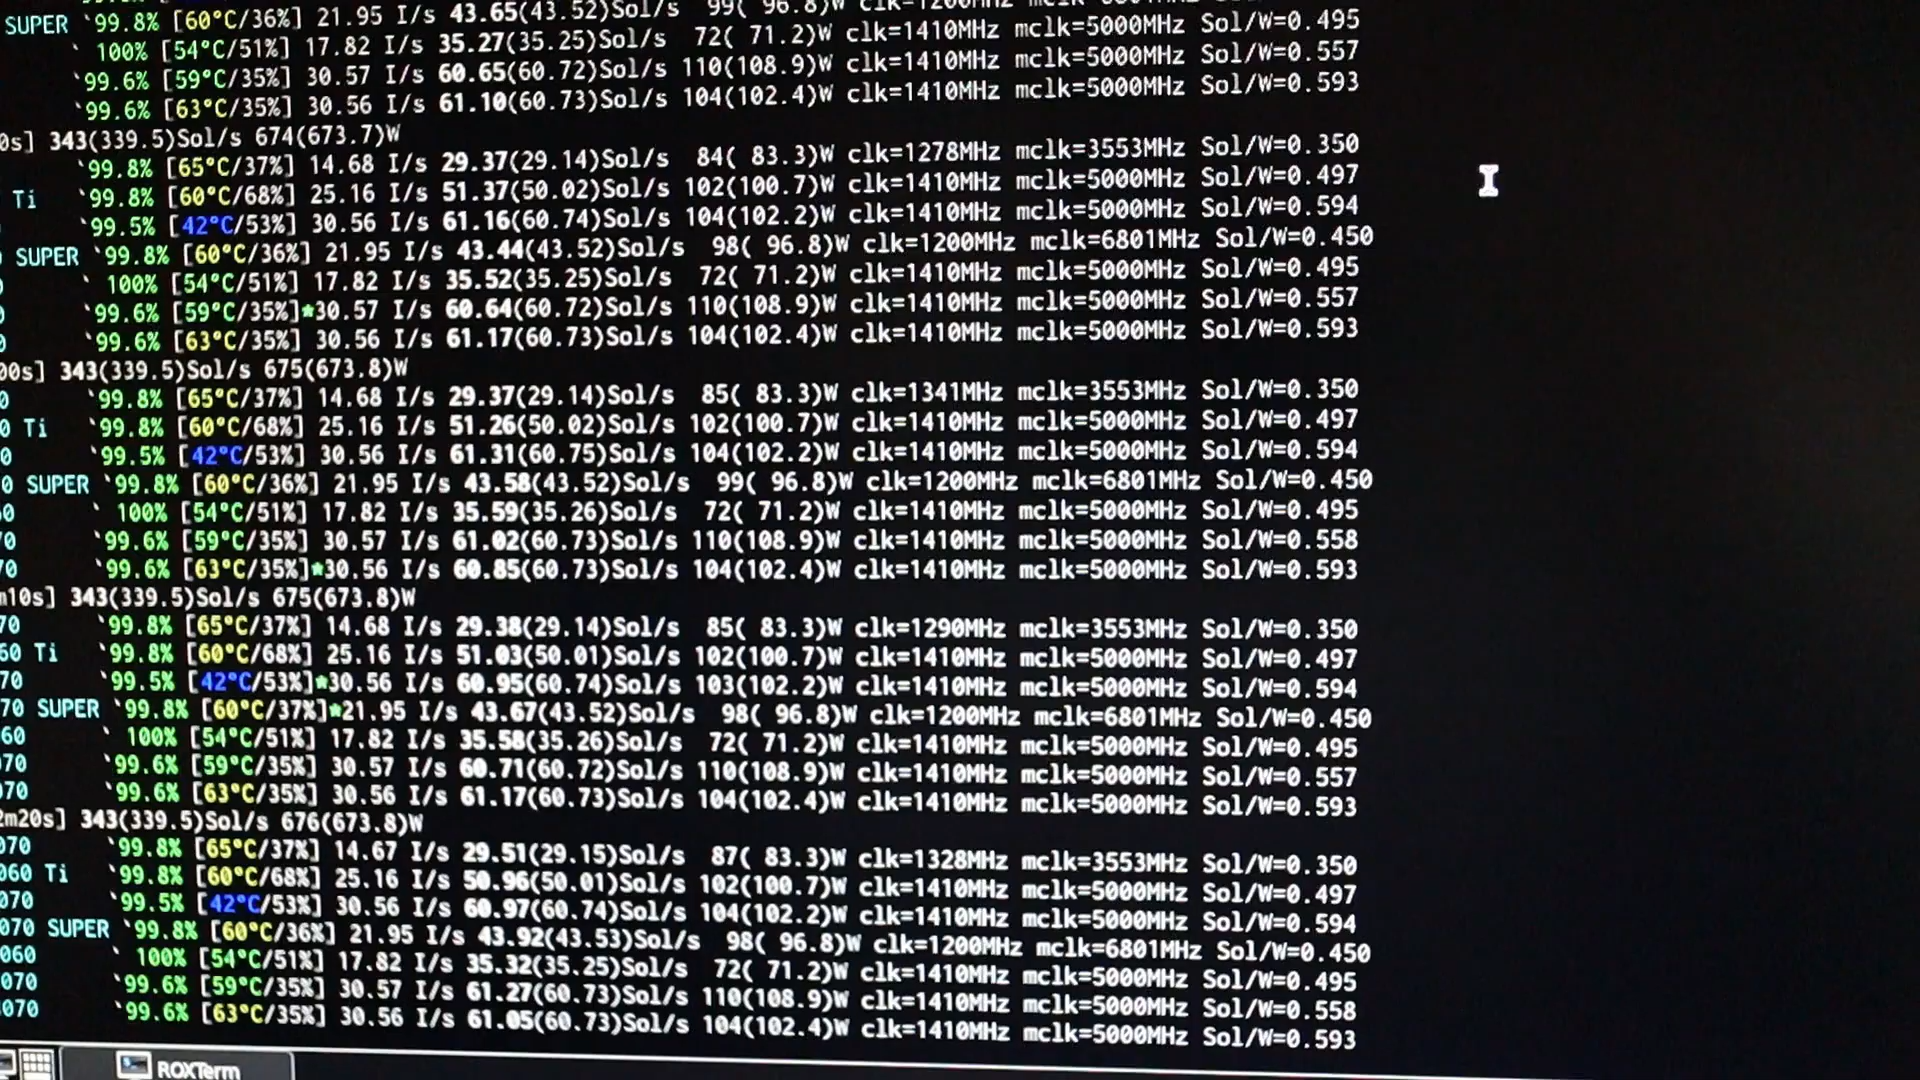 SUPER `99.8% [60°C/36%] 21.95 I/s 43.65(43.52)Sol/s 99( 96.8)W
` 100% [54°C/51%] 17.82 I/s 35.27(35.25)Sol/s 72( 71.2)W clk=1410MHz mclk=5000MHz Sol/W=0.495
`99.6% [59°C/35%] 30.57 I/s 60.65(60.72)Sol/s 110(108.9)W clk=1410MHz mclk=5000MHz Sol/W=0.557
`99.6% [63°C/35%] 30.56 I/s 61.10(60.73)Sol/s 104(102.4)W clk=1410MHz mclk=5000MHz Sol/W=0.593
0s] 343(339.5)Sol/s 674(673.7)W
`99.8% [65°C/37%] 14.68 I/s 29.37(29.14)Sol/s 84( 83.3)W clk=1278MHz mclk=3553MHz Sol/W=0.350
Ti `99.8% [60°C/68%] 25.16 I/s 51.37(50.02)Sol/s 102(100.7)W clk=1410MHz mclk=5000MHz Sol/W=0.497
`99.5% [42°C/53%] 30.56 I/s 61.16(60.74)Sol/s 104(102.2)W clk=1410MHz mclk=5000MHz Sol/W=0.594
SUPER `99.8% [60°C/36%] 21.95 I/s 43.44(43.52)Sol/s 98( 96.8)W clk=1200MHz mclk=6801MHz Sol/W=0.450
` 100% [54°C/51%] 17.82 I/s 35.52(35.25)Sol/s 72( 71.2)W clk=1410MHz mclk=5000MHz Sol/W=0.495
`99.6% [59°C/35%]*30.57 I/s 60.64(60.72)Sol/s 110(108.9)W clk=1410MHz mclk=5000MHz Sol/W=0.557
`99.6% [63°C/35%] 30.56 I/s 61.17(60.73)Sol/s 104(102.4)W clk=1410MHz mclk=5000MHz Sol/W=0.593
00s] 343(339.5)Sol/s 675(673.8)W
0 `99.8% [65°C/37%] 14.68 I/s 29.37(29.14)Sol/s 85( 83.3)W clk=1341MHz mclk=3553MHz Sol/W=0.350
0 Ti `99.8% [60°C/68%] 25.16 I/s 51.26(50.02)Sol/s 102(100.7)W clk=1410MHz mclk=5000MHz Sol/W=0.497
0 `99.5% [42°C/53%] 30.56 I/s 61.31(60.75)Sol/s 104(102.2)W clk=1410MHz mclk=5000MHz Sol/W=0.594
0 SUPER `99.8% [60°C/36%] 21.95 I/s 43.58(43.52)Sol/s 99( 96.8)W clk=1200MHz mclk=6801MHz Sol/W=0.450
60 ` 100% [54°C/51%] 17.82 I/s 35.59(35.26)Sol/s 72( 71.2)W clk=1410MHz mclk=5000MHz Sol/W=0.495
70 `99.6% [59°C/35%] 30.57 I/s 61.02(60.73)Sol/s 110(108.9)W clk=1410MHz mclk=5000MHz Sol/W=0.558
70 `99.6% [63°C/35%]*30.56 I/s 60.85(60.73)Sol/s 104(102.4)W clk=1410MHz mclk=5000MHz Sol/W=0.593
m10s] 343(339.5)Sol/s 675(673.8)W
70 `99.8% [65°C/37%] 14.68 I/s 29.38(29.14)Sol/s 85( 83.3)W clk=1290MHz mclk=3553MHz Sol/W=0.350
60 Ti `99.8% [60°C/68%] 25.16 I/s 51.03(50.01)Sol/s 102(100.7)W clk=1410MHz mclk=5000MHz Sol/W=0.497
70 `99.5% [42°C/53%]*30.56 I/s 60.95(60.74)Sol/s 103(102.2)W clk=1410MHz mclk=5000MHz Sol/W=0.594
70 SUPER `99.8% [60°C/37%]*21.95 I/s 43.67(43.52)Sol/s 98( 96.8)W clk=1200MHz mclk=6801MHz Sol/W=0.450
60 ` 100% [54°C/51%] 17.82 I/s 35.58(35.26)Sol/s 72( 71.2)W clk=1410MHz mclk=5000MHz Sol/W=0.495
070 `99.6% [59°C/35%] 30.57 I/s 60.71(60.72)Sol/s 110(108.9)W clk=1410MHz mclk=5000MHz Sol/W=0.557
070 `99.6% [63°C/35%] 30.56 I/s 61.17(60.73)Sol/s 104(102.4)W clk=1410MHz mclk=5000MHz Sol/W=0.593
2m20s] 343(339.5)Sol/s 676(673.8)W
070 `99.8% [65°C/37%] 14.67 I/s 29.51(29.15)Sol/s 87( 83.3)W clk=1328MHz mclk=3553MHz Sol/W=0.350
060 Ti `99.8% [60°C/68%] 25.16 I/s 50.96(50.01)Sol/s 102(100.7)W clk=1410MHz mclk=5000MHz Sol/W=0.497
070 `99.5% [42°C/53%] 30.56 I/s 60.97(60.74)Sol/s 104(102.2)W clk=1410MHz mclk=5000MHz Sol/W=0.594
070 SUPER `99.8% [60°C/36%] 21.95 I/s 43.92(43.53)Sol/s 98( 96.8)W clk=1200MHz mclk=6801MHz Sol/W=0.450
060 ` 100% [54°C/51%] 17.82 I/s 35.32(35.25)Sol/s 72( 71.2)W clk=1410MHz mclk=5000MHz Sol/W=0.495
070 `99.6% [59°C/35%] 30.57 I/s 61.27(60.73)Sol/s 110(108.9)W clk=1410MHz mclk=5000MHz Sol/W=0.558
070 `99.6% [63°C/35%] 30.56 I/s 61.05(60.73)Sol/s 104(102.4)W clk=1410MHz mclk=5000MHz Sol/W=0.593
ROXTerm